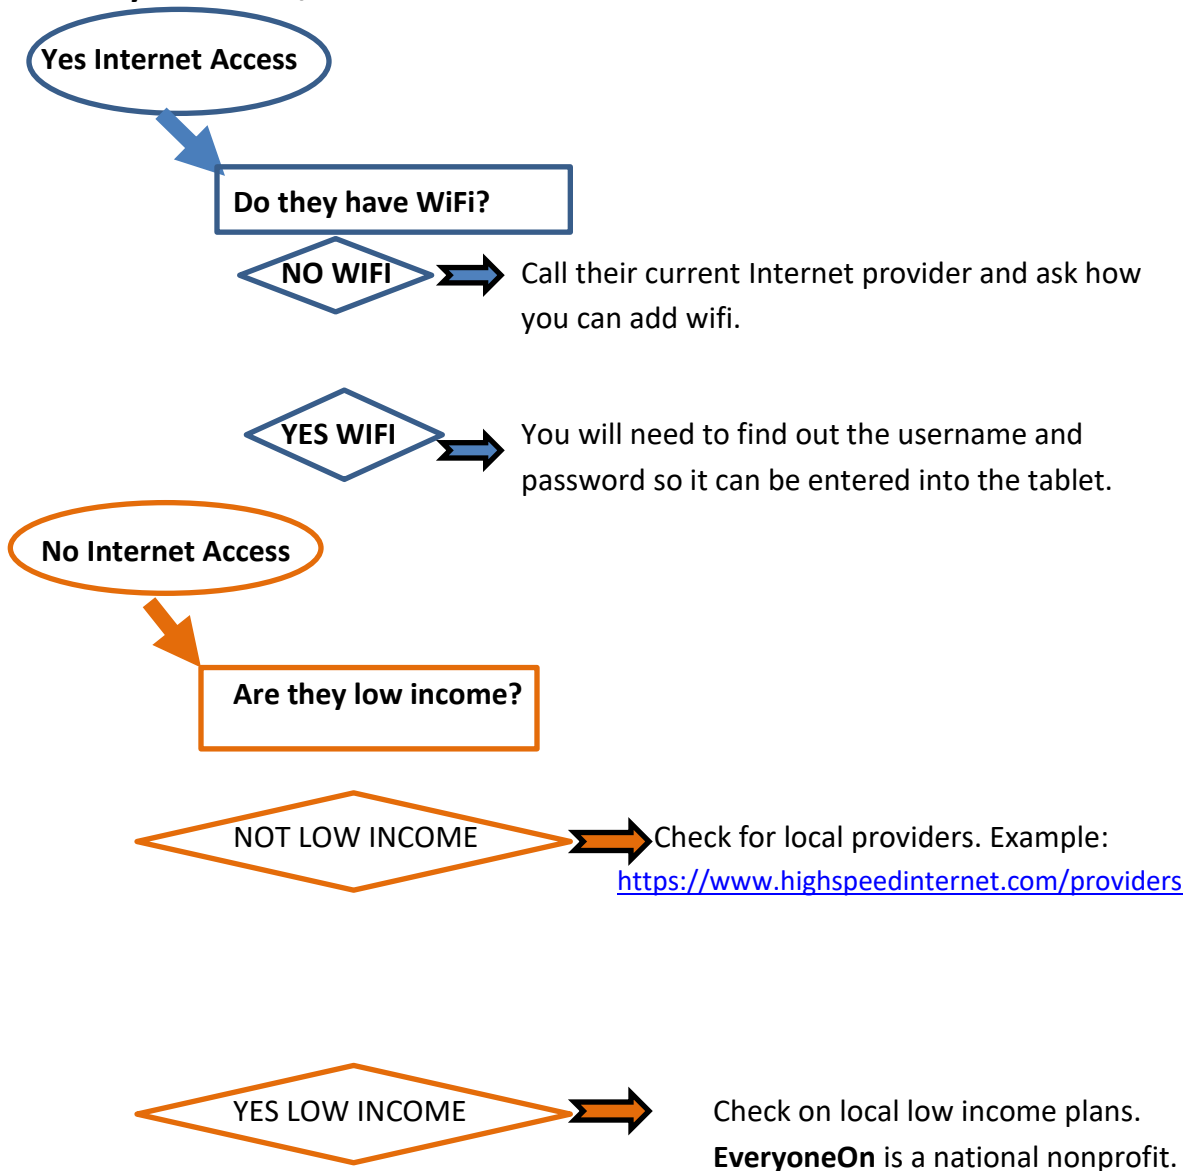 Yes Internet Access
Do they have WiFi?
NO WIFI
Call their current Internet provider and ask how
you can add wifi.
YES WIFI
You will need to find out the username and
password so it can be entered into the tablet.
No Internet Access
Are they low income?
NOT LOW INCOME
Check for local providers. Example:
https://www.highspeedinternet.com/providers
YES LOW INCOME
Check on local low income plans.
EveryoneOn is a national nonprofit.